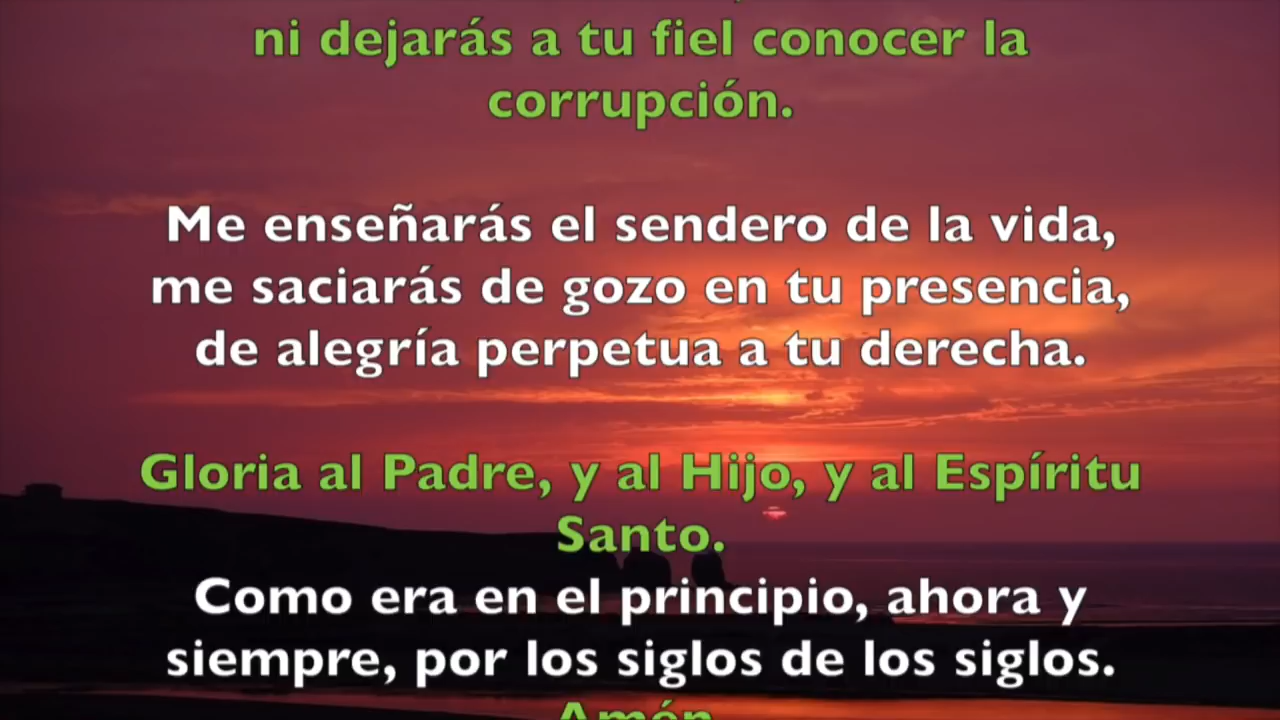 ni dejarás a tu fiel conocer la
corrupción.
Me enseñarás el sendero de la vida,
me saciarás de gozo en tu presencia,
de alegría perpetua a tu derecha.
Gloria al Padre, y al Hijo, y al Espíritu
Santo.
Como era en el principio, ahora y
siempre, por los siglos de los siglos.
Amén